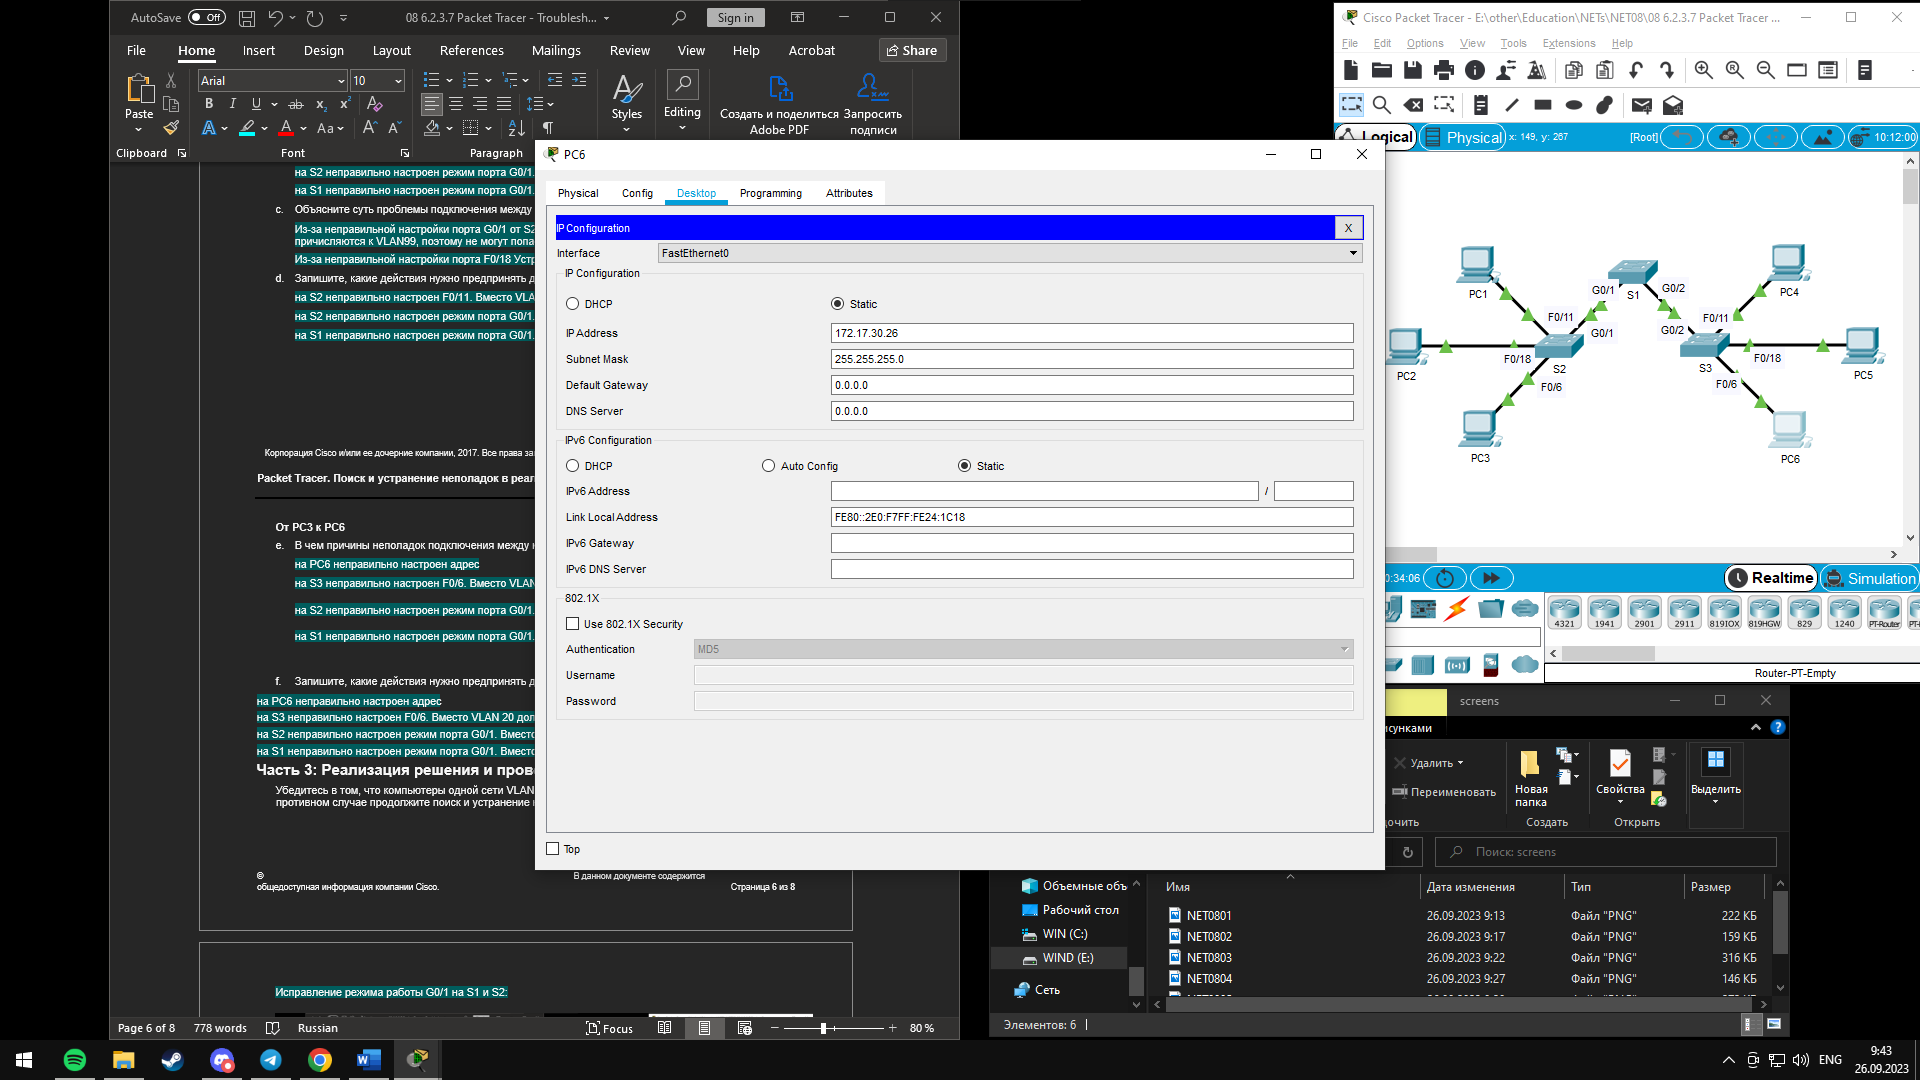 AutoSave Off
08 6.2.3.7 Packet Tracer - Troublesh...
Sign in
File Home Insert Design Layout References Mailings Review View Help Acrobat
Share
Paste
Clipboard
Arial 10
B I U ab x₂ x²
A Aa A A
Font
Paragraph
Styles
Editing
Создать и поделиться
Adobe PDF
Запросить
подписи
на S2 неправильно настроен режим порта G0/1.
на S1 неправильно настроен режим порта G0/1.
c. Объясните суть проблемы подключения между
Из-за неправильной настройки порта G0/1 от S2
причисляются к VLAN99, поэтому не могут попа
Из-за неправильной настройки порта F0/18 Устр
d. Запишите, какие действия нужно предпринять д
на S2 неправильно настроен F0/11. Вместо VLA
на S2 неправильно настроен режим порта G0/1.
на S1 неправильно настроен режим порта G0/1.
Корпорация Cisco и/или ее дочерние компании, 2017. Все права за
Packet Tracer. Поиск и устранение неполадок в реал
От PC3 к PC6
e. В чем причины неполадок подключения между к
на PC6 неправильно настроен адрес
на S3 неправильно настроен F0/6. Вместо VLAN
на S2 неправильно настроен режим порта G0/1.
на S1 неправильно настроен режим порта G0/1.
f. Запишите, какие действия нужно предпринять д
на PC6 неправильно настроен адрес
на S3 неправильно настроен F0/6. Вместо VLAN 20 дол
на S2 неправильно настроен режим порта G0/1. Вместо
на S1 неправильно настроен режим порта G0/1. Вместо
Часть 3: Реализация решения и прове
Убедитесь в том, что компьютеры одной сети VLAN
противном случае продолжите поиск и устранение н
©
В данном документе содержится
общедоступная информация компании Cisco.
Страница 6 из 8
Исправление режима работы G0/1 на S1 и S2:
Page 6 of 8 778 words Russian
Focus
80 %
PC6
Physical Config Desktop Programming Attributes
IP Configuration X
Interface FastEthernet0
IP Configuration
DHCP Static
IP Address 172.17.30.26
Subnet Mask 255.255.255.0
Default Gateway 0.0.0.0
DNS Server 0.0.0.0
IPv6 Configuration
DHCP Auto Config Static
IPv6 Address /
Link Local Address FE80::2E0:F7FF:FE24:1C18
IPv6 Gateway
IPv6 DNS Server
802.1X
Use 802.1X Security
Authentication MD5
Username
Password
Top
Cisco Packet Tracer - E:\other\Education\NETs\NET08\08 6.2.3.7 Packet Tracer ...
File Edit Options View Tools Extensions Help
Logical Physical x: 149, y: 267 [Root] 10:12:00
PC1
PC2
PC3
PC4
PC5
PC6
S1
S2
S3
G0/1
G0/2
F0/11
G0/1
F0/18
F0/6
G0/2
F0/11
F0/18
F0/6
0:34:06
Realtime Simulation
4321 1941 2901 2911 819IOX 819HGW 829 1240 PT-Router
Router-PT-Empty
screens
исунками
Удалить
Переименовать
Новая
папка
Свойства
Выделить
Создать
Открыть
Поиск: screens
Объемные объ
Рабочий стол
WIN (C:)
WIND (E:)
Сеть
Имя Дата изменения Тип Размер
NET0801 26.09.2023 9:13 Файл "PNG" 222 КБ
NET0802 26.09.2023 9:17 Файл "PNG" 159 КБ
NET0803 26.09.2023 9:22 Файл "PNG" 316 КБ
NET0804 26.09.2023 9:27 Файл "PNG" 146 КБ
Элементов: 6
ENG
9:43
26.09.2023